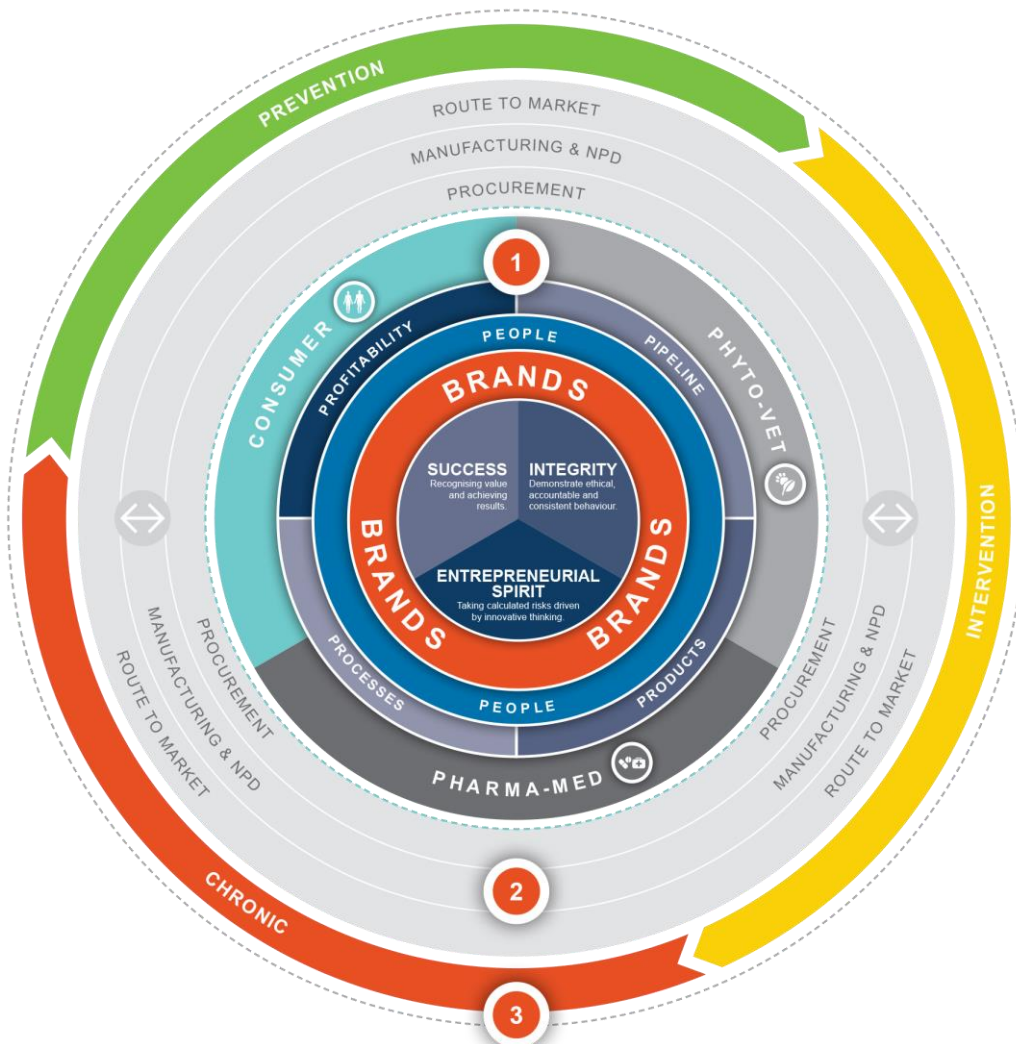 PREVENTION
ROUTE TO MARKET
MANUFACTURING & NPD
PROCUREMENT
1
CONSUMER
PROFITABILITY
PEOPLE
PIPELINE
PHYTO-VET
BRANDS
SUCCESS
Recognising value
and achieving
results.
INTEGRITY
Demonstrate ethical,
accountable and
consistent behaviour.
ENTREPRENEURIAL
SPIRIT
Taking calculated risks driven
by innovative thinking.
BRANDS
BRANDS
INTERVENTION
PROCUREMENT
MANUFACTURING & NPD
ROUTE TO MARKET
PROCUREMENT
MANUFACTURING & NPD
ROUTE TO MARKET
PROCESSES
PEOPLE
PRODUCTS
PHARMA-MED
CHRONIC
2
3